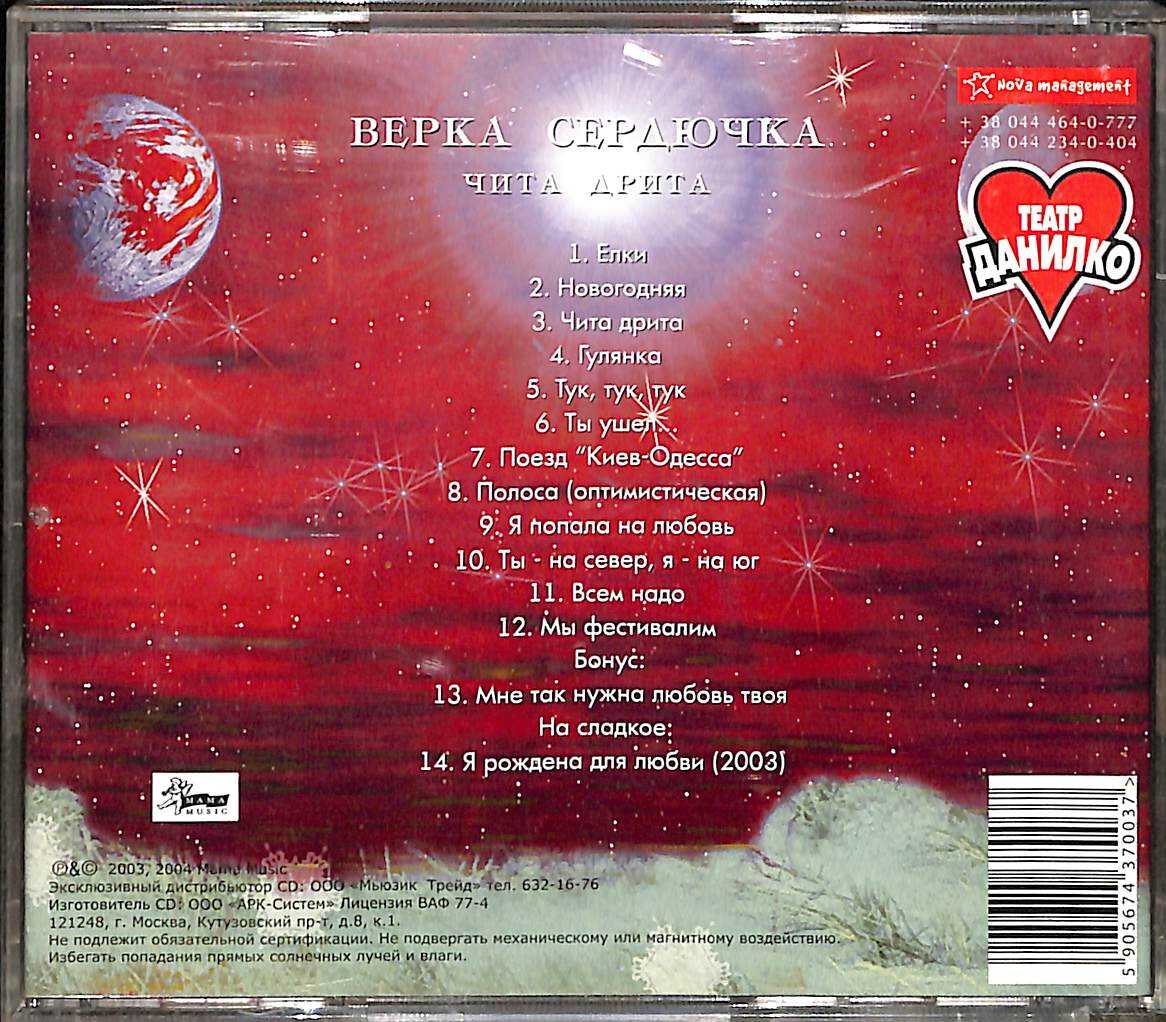 ВЕРКА СЕРДЮЧКА
ЧИТА ДРИТА
Nova management
+ 38 044 464-0-777
+ 38 044 234-0-404
ТЕАТР
ДАНИЛКО
1. Елки
2. Новогодняя
3. Чита дрита
4. Гулянка
5. Тук, тук, тук
6. Ты ушел...
7. Поезд "Киев-Одесса"
8. Полоса (оптимистическая)
9. Я попала на любовь
10. Ты - на север, я - на юг
11. Всем надо
12. Мы фестивалим
Бонус:
13. Мне так нужна любовь твоя
На сладкое:
14. Я рождена для любви (2003)
MAMA
MUSIC
℗&© 2003, 2004 Mama Music
Эксклюзивный дистрибьютор CD: ООО «Мьюзик Трейд» тел. 632-16-76
Изготовитель CD: ООО «АРК-Систем» Лицензия ВАФ 77-4
121248, г. Москва, Кутузовский пр-т, д.8, к.1.
Не подлежит обязательной сертификации. Не подвергать механическому или магнитному воздействию.
Избегать попадания прямых солнечных лучей и влаги.
5 905674 370037 >